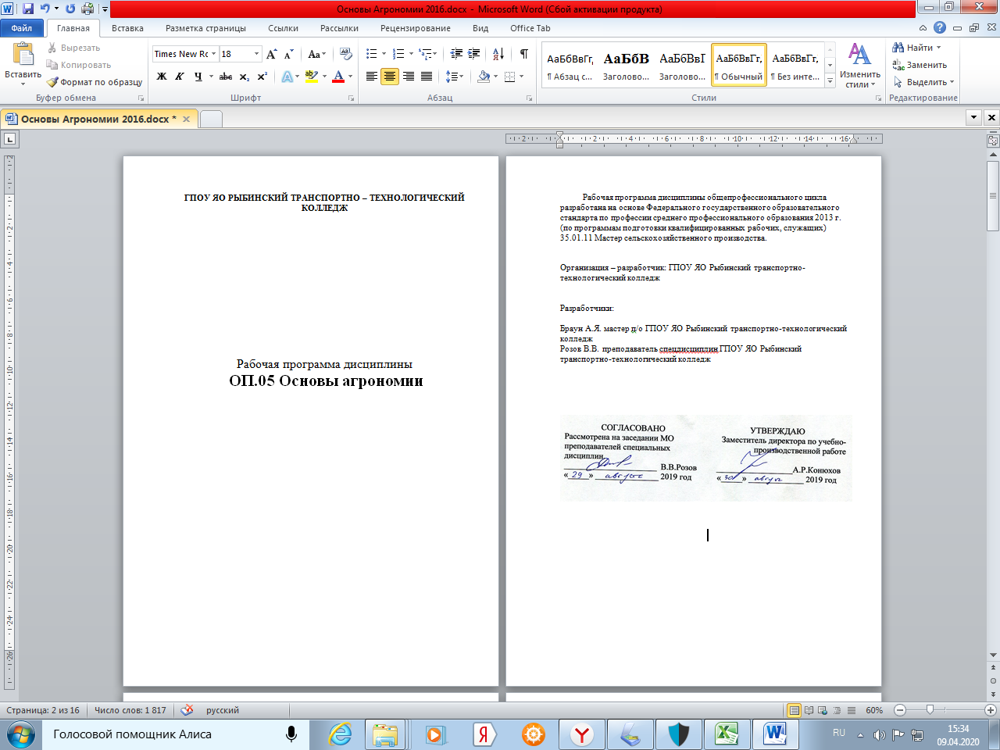 Основы Агрономии 2016.docx - Microsoft Word (Сбой активации продукта)
Файл Главная Вставка Разметка страницы Ссылки Рассылки Рецензирование Вид Office Tab
Вставить
Вырезать
Копировать
Формат по образцу
Буфер обмена
Times New Rc 18
Ж К Ч abc x₂ x²
Шрифт
Абзац
АаБбВвГг, АаБбВ АаБбВвІ АаБбВвГг, АаБбВвГг,
¶ Абзац с... Заголово... Заголово... ¶ Обычный ¶ Без инте...
Стили
Изменить стили
Найти
Заменить
Выделить
Редактирование
Основы Агрономии 2016.docx *
ГПОУ ЯО РЫБИНСКИЙ ТРАНСПОРТНО – ТЕХНОЛОГИЧЕСКИЙ
КОЛЛЕДЖ
Рабочая программа дисциплины
ОП.05 Основы агрономии
Рабочая программа дисциплины общепрофессионального цикла
разработана на основе Федерального государственного образовательного
стандарта по профессии среднего профессионального образования 2013 г.
(по программам подготовки квалифицированных рабочих, служащих)
35.01.11 Мастер сельскохозяйственного производства.
Организация – разработчик: ГПОУ ЯО Рыбинский транспортно-
технологический колледж
Разработчики:
Браун А.Я. мастер п/о ГПОУ ЯО Рыбинский транспортно-технологический
колледж
Розов В.В. преподаватель спецдисциплин ГПОУ ЯО Рыбинский
транспортно-технологический колледж
СОГЛАСОВАНО
Рассмотрена на заседании МО
преподавателей специальных
дисциплин
В.В.Розов
« 29 » августа 2019 год
УТВЕРЖДАЮ
Заместитель директора по учебно-
производственной работе
А.Р.Конюхов
« 30 » август 2019 год
Страница: 2 из 16 Число слов: 1 817 русский 60%
Голосовой помощник Алиса
RU 15:34
09.04.2020